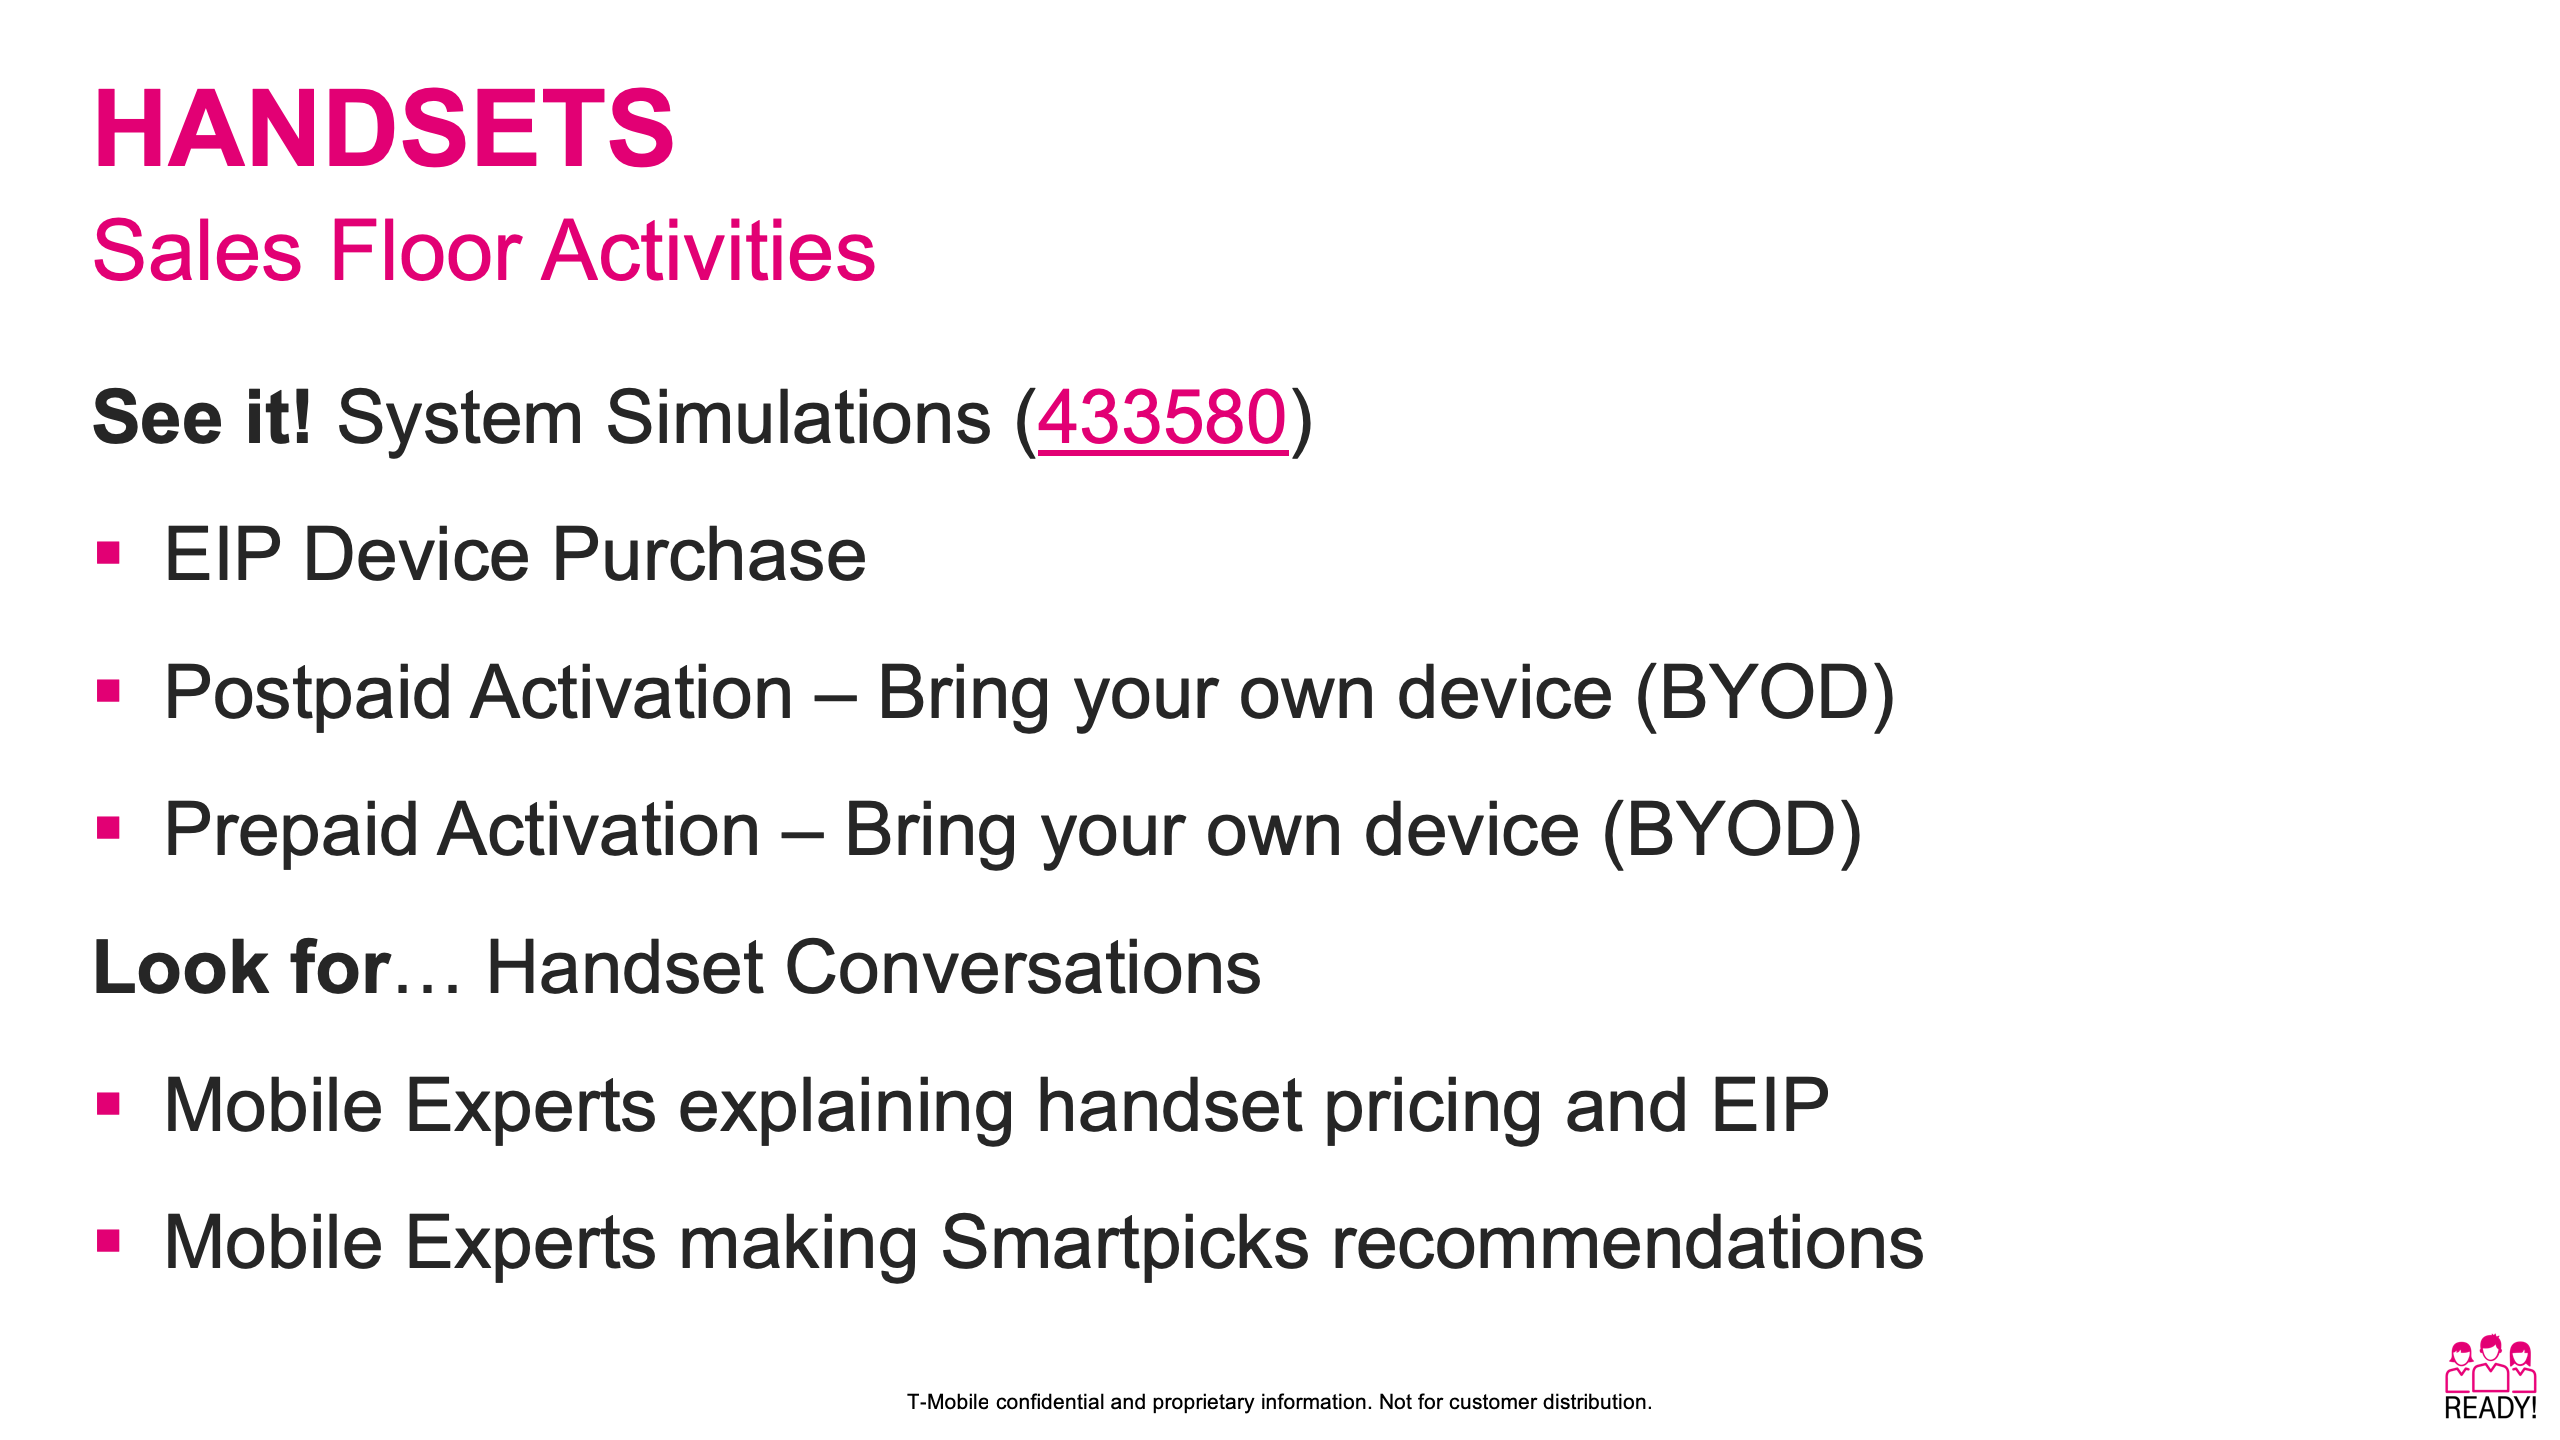 HANDSETS
Sales Floor Activities
See it! System Simulations (433580)
▪ EIP Device Purchase
▪ Postpaid Activation – Bring your own device (BYOD)
▪ Prepaid Activation – Bring your own device (BYOD)
Look for… Handset Conversations
▪ Mobile Experts explaining handset pricing and EIP
▪ Mobile Experts making Smartpicks recommendations
T-Mobile confidential and proprietary information. Not for customer distribution.
READY!